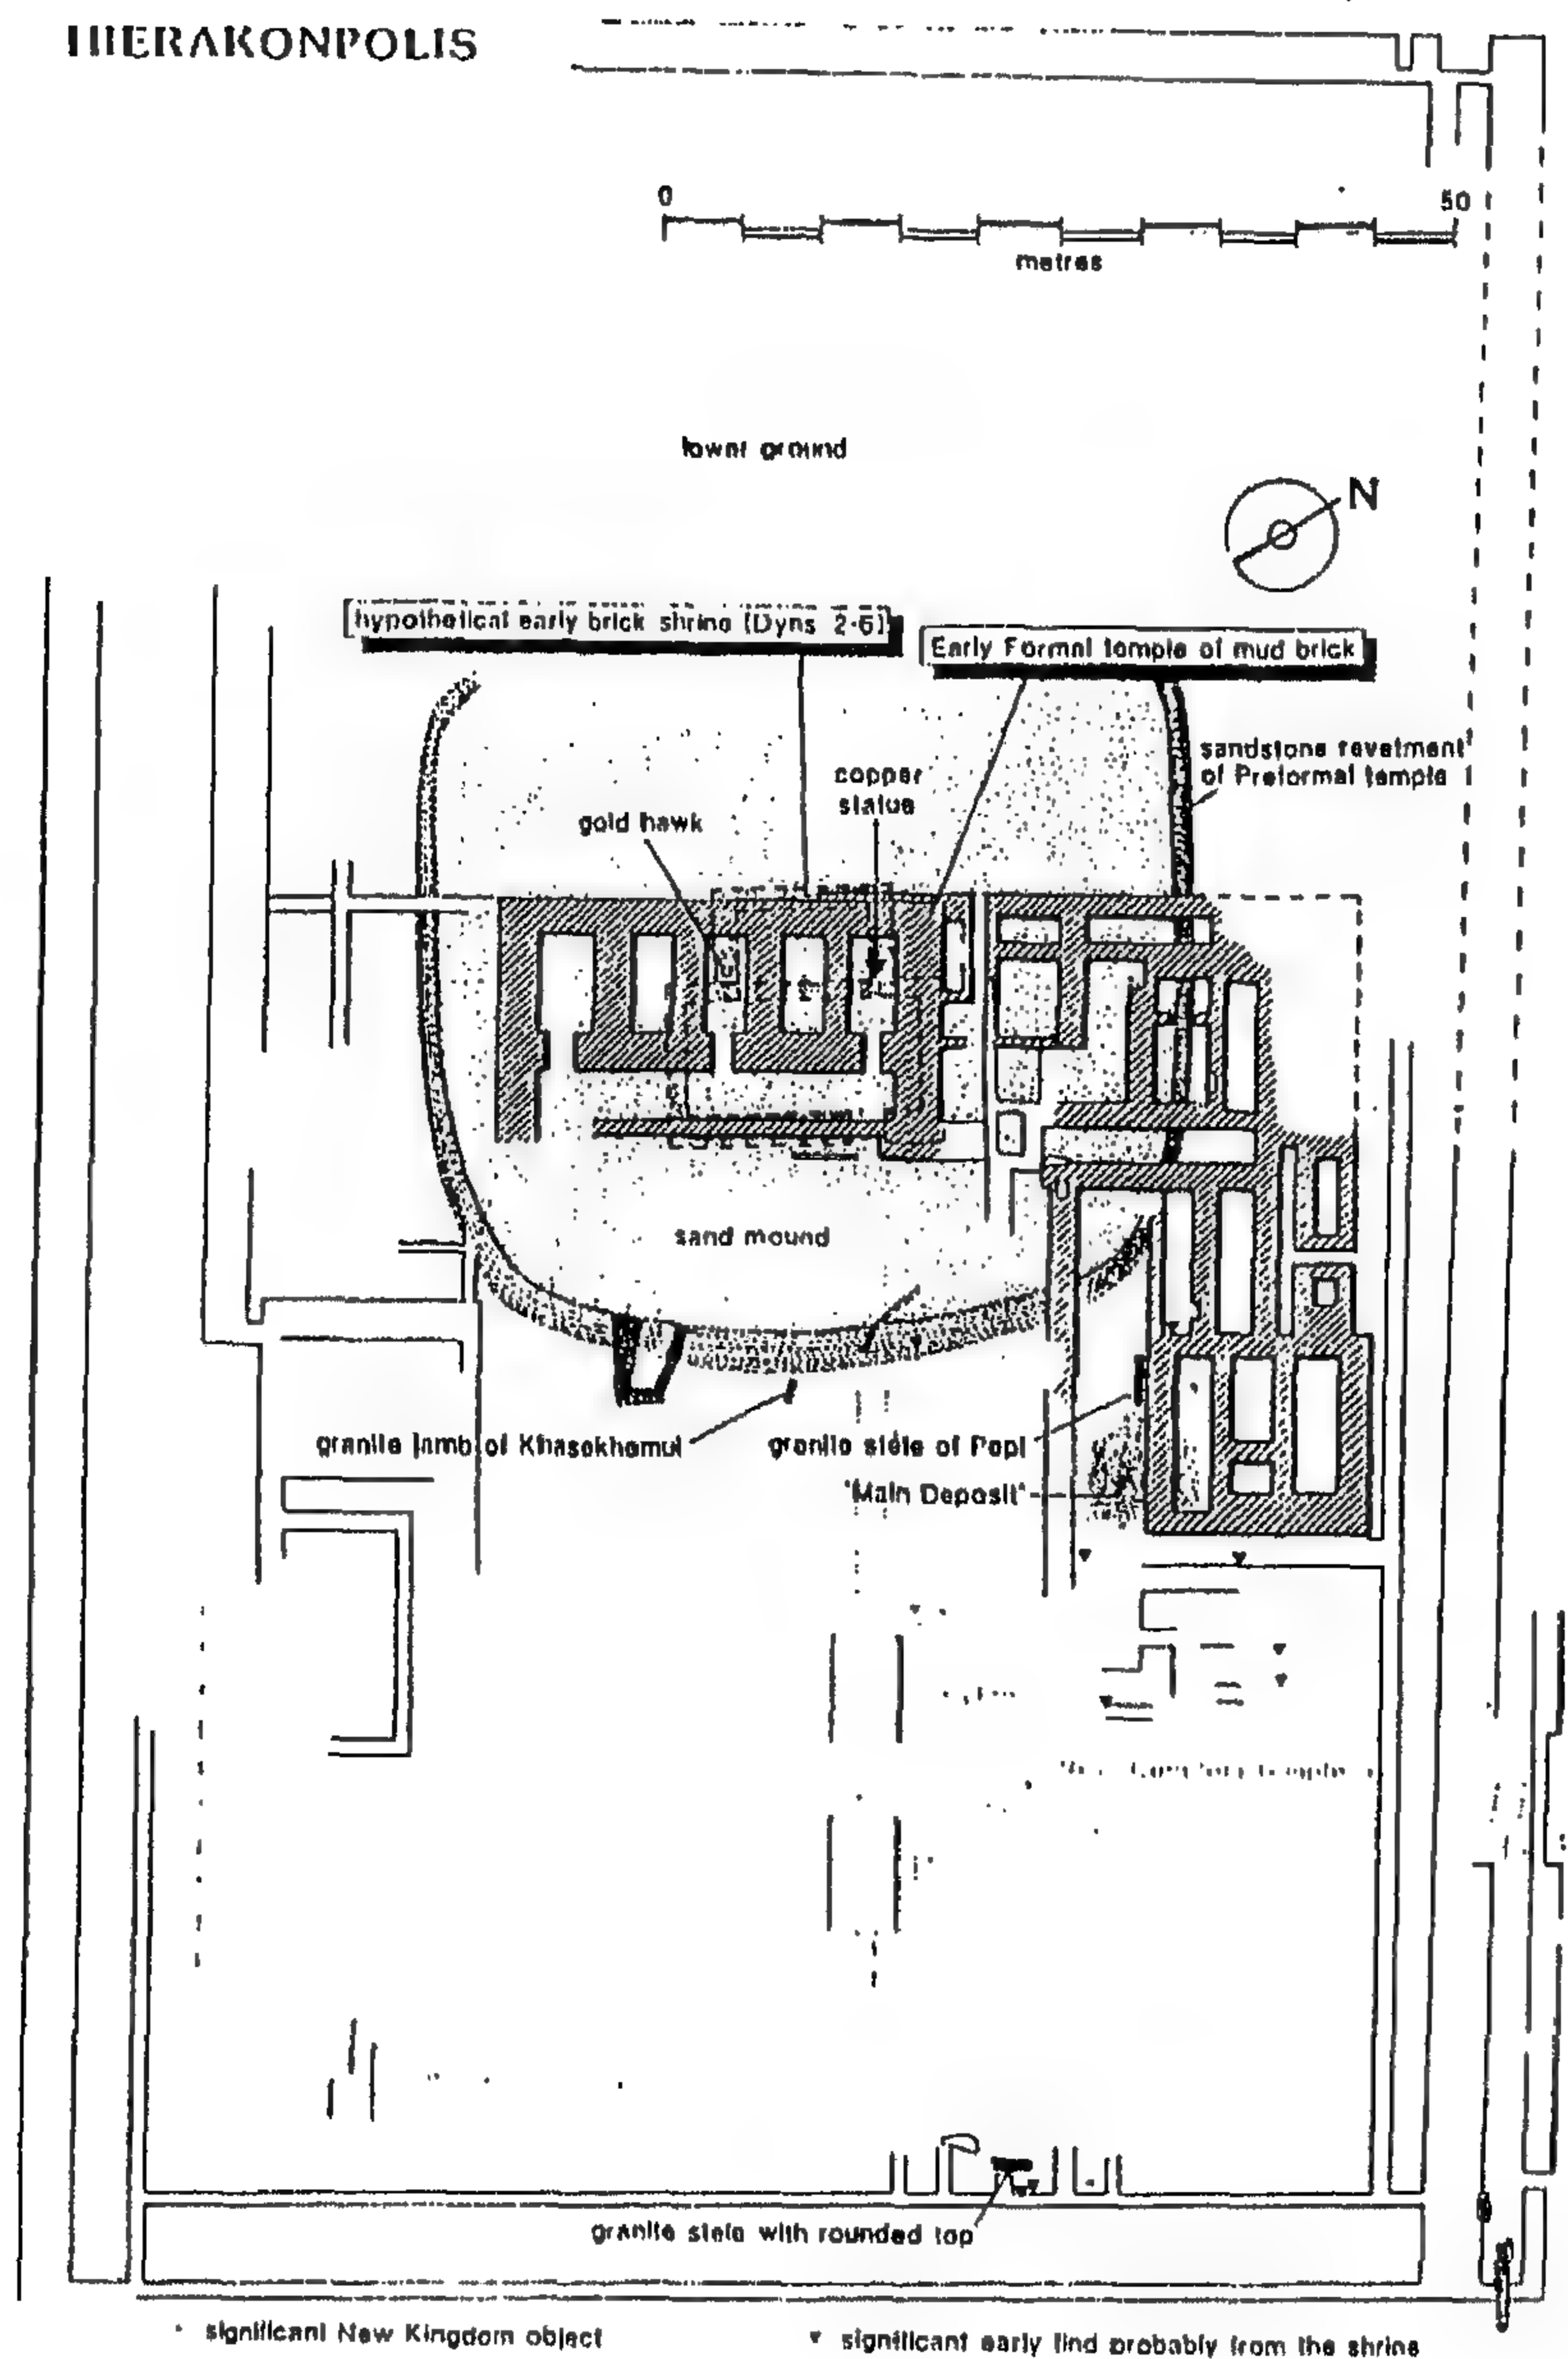 HIERAKONPOLIS
0 50
metres
lower ground
N
[hypothetical early brick shrine (Dyns 2-6)]
Early Formal temple of mud brick
sandstone revetment
of Preformal temple
copper
statue
gold hawk
sand mound
granite jamb of Khasekhemui
granite stele of Pepi
'Main Deposit'
granite stele with rounded top
significant New Kingdom object
significant early find probably from the shrine